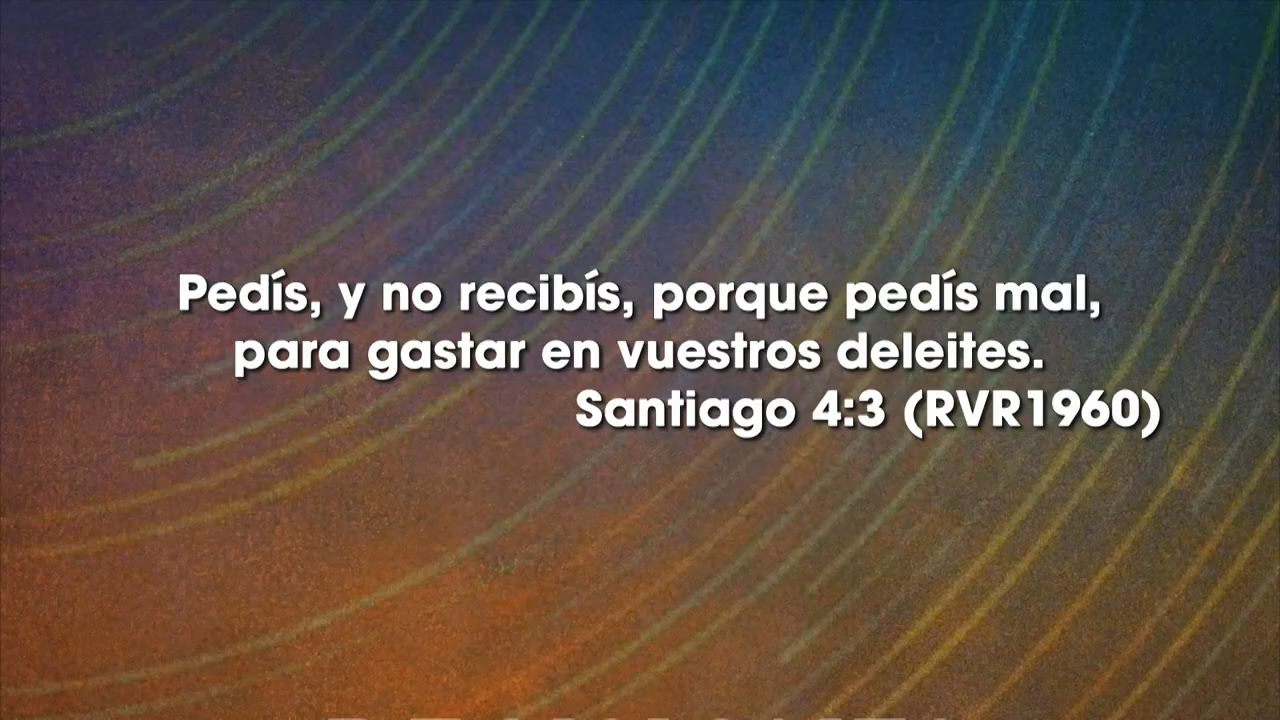 Pedís, y no recibís, porque pedís mal,
para gastar en vuestros deleites.
Santiago 4:3 (RVR1960)